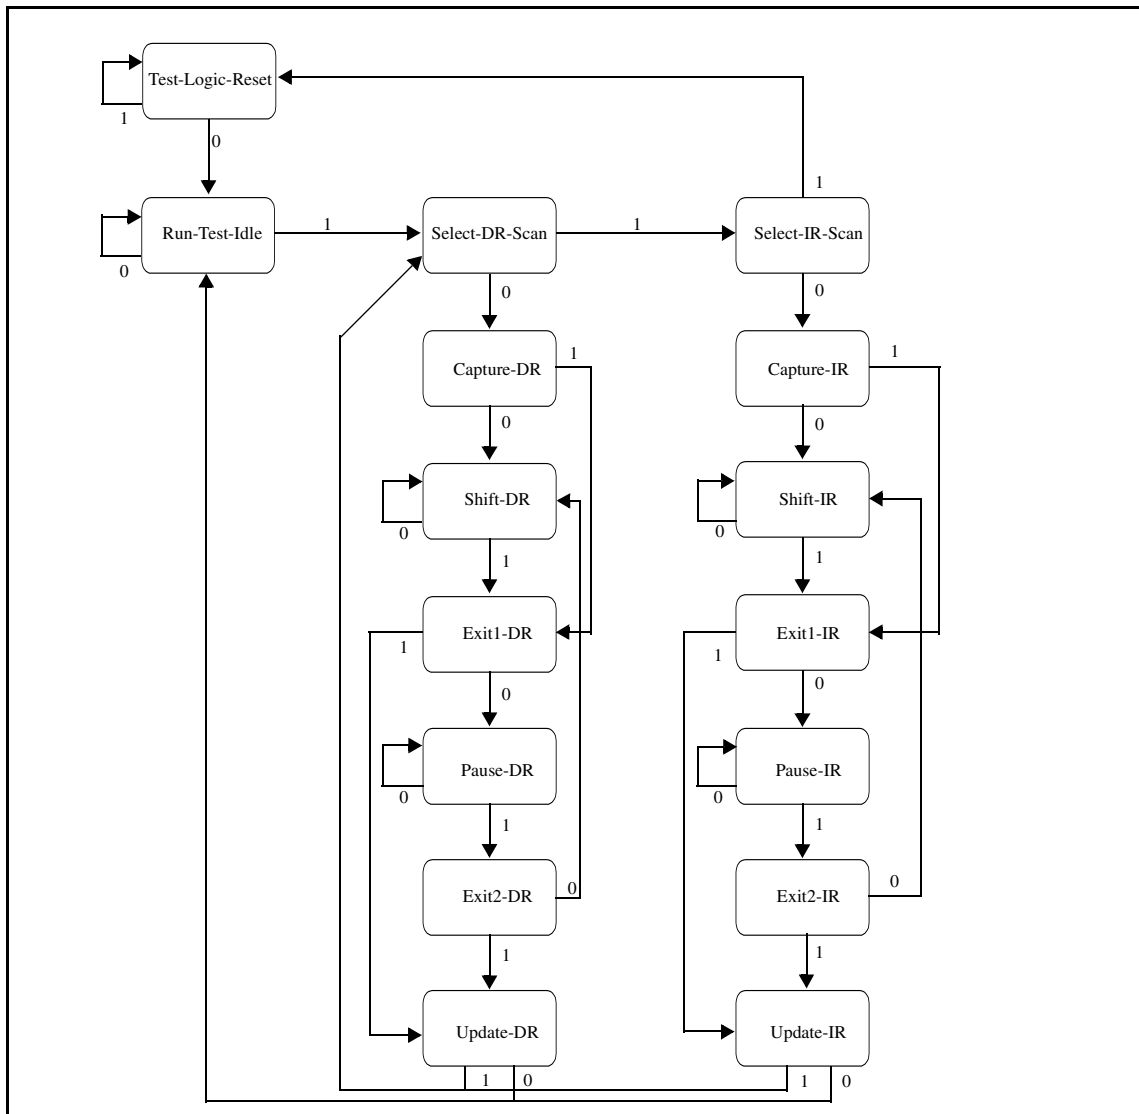 Test-Logic-Reset
1
0
1
Run-Test-Idle
1
Select-DR-Scan
1
Select-IR-Scan
0
0
0
Capture-DR
1
Capture-IR
1
0
0
Shift-DR
Shift-IR
0
0
1
1
Exit1-DR
Exit1-IR
1
1
0
0
Pause-DR
Pause-IR
0
0
1
1
Exit2-DR
0
Exit2-IR
0
1
1
Update-DR
Update-IR
1
0
1
0